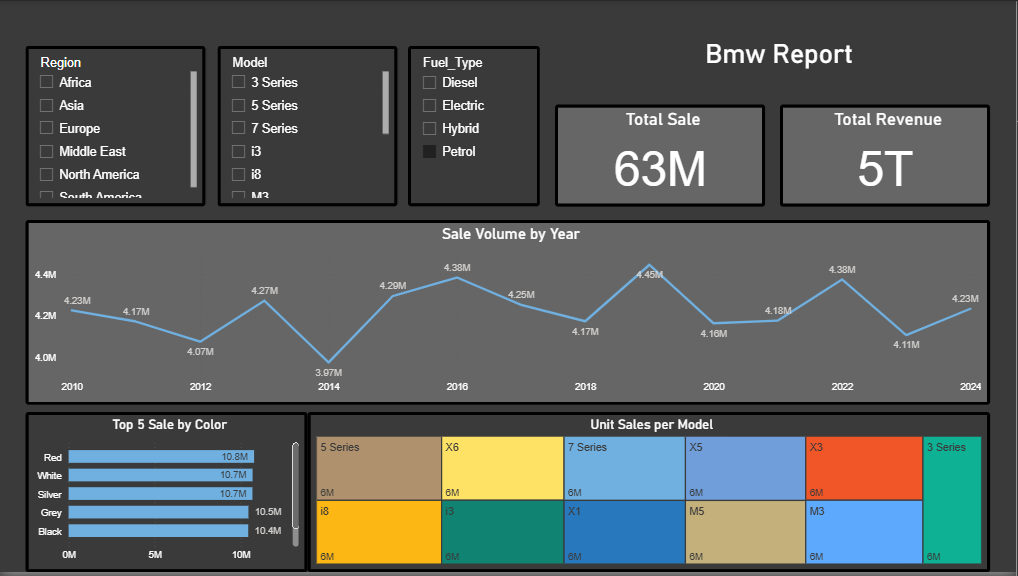 Bmw Report
Region
Africa
Asia
Europe
Middle East
North America
South America
Model
3 Series
5 Series
7 Series
i3
i8
M3
Fuel_Type
Diesel
Electric
Hybrid
Petrol
Total Sale
63M
Total Revenue
5T
Sale Volume by Year
4.4M
4.2M
4.0M
4.23M
4.17M
4.07M
4.27M
3.97M
4.29M
4.38M
4.25M
4.17M
4.45M
4.16M
4.18M
4.38M
4.11M
4.23M
2010
2012
2014
2016
2018
2020
2022
2024
Top 5 Sale by Color
Red 10.8M
White 10.7M
Silver 10.7M
Grey 10.5M
Black 10.4M
0M 5M 10M
Unit Sales per Model
5 Series
6M
X6
6M
7 Series
6M
X5
6M
X3
6M
3 Series
6M
i8
6M
i3
6M
X1
6M
M5
6M
M3
6M